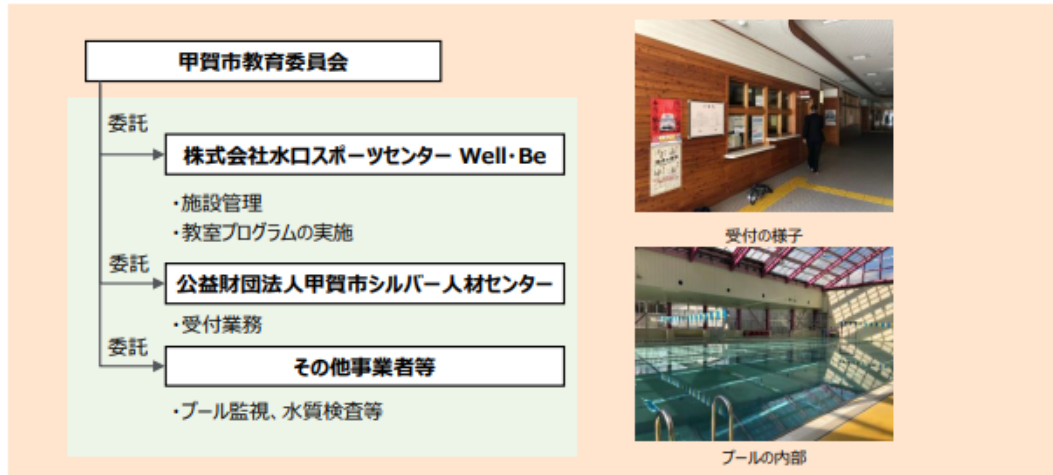 甲賀市教育委員会
委託
株式会社水口スポーツセンター Well・Be
・施設管理
・教室プログラムの実施
委託
公益財団法人甲賀市シルバー人材センター
・受付業務
委託
その他事業者等
・プール監視、水質検査等
受付の様子
プールの内部